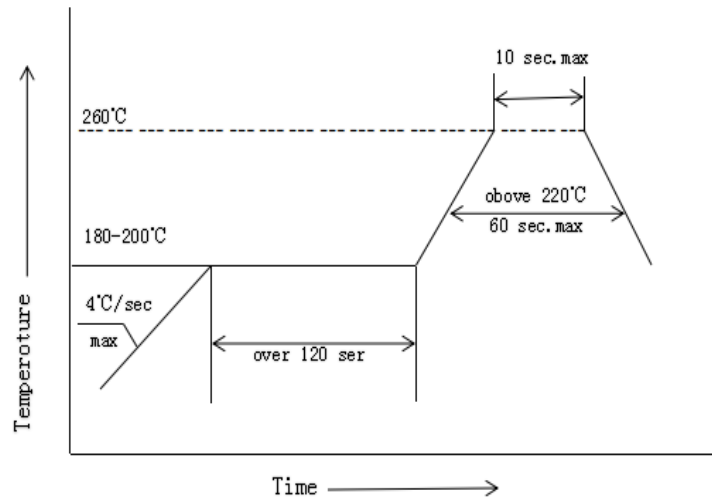 10 sec.max
260℃
obove 220℃
60 sec.max
180-200℃
4℃/sec
max
over 120 ser
Temperoture
Time